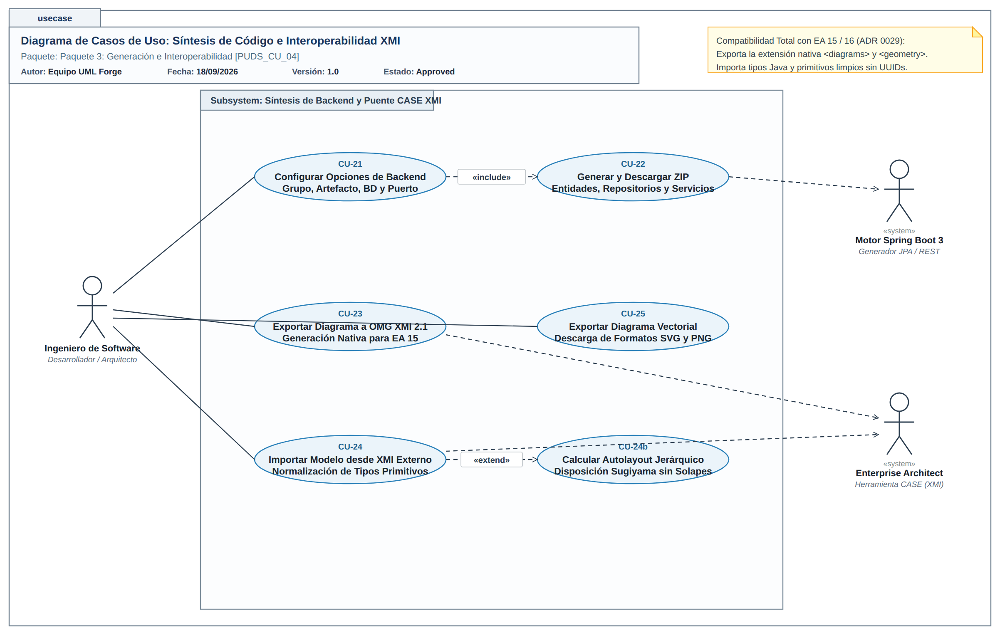 usecase
Diagrama de Casos de Uso: Síntesis de Código e Interoperabilidad XMI
Paquete: Paquete 3: Generación e Interoperabilidad [PUDS_CU_04]
Autor: Equipo UML Forge Fecha: 18/09/2026 Versión: 1.0 Estado: Approved
Compatibilidad Total con EA 15 / 16 (ADR 0029):
Exporta la extensión nativa <diagrams> y <geometry>.
Importa tipos Java y primitivos limpios sin UUIDs.
Subsystem: Síntesis de Backend y Puente CASE XMI
CU-21
Configurar Opciones de Backend
Grupo, Artefacto, BD y Puerto
«include»
CU-22
Generar y Descargar ZIP
Entidades, Repositorios y Servicios
«system»
Motor Spring Boot 3
Generador JPA / REST
Ingeniero de Software
Desarrollador / Arquitecto
CU-23
Exportar Diagrama a OMG XMI 2.1
Generación Nativa para EA 15
CU-25
Exportar Diagrama Vectorial
Descarga de Formatos SVG y PNG
CU-24
Importar Modelo desde XMI Externo
Normalización de Tipos Primitivos
«extend»
CU-24b
Calcular Autolayout Jerárquico
Disposición Sugiyama sin Solapes
«system»
Enterprise Architect
Herramienta CASE (XMI)